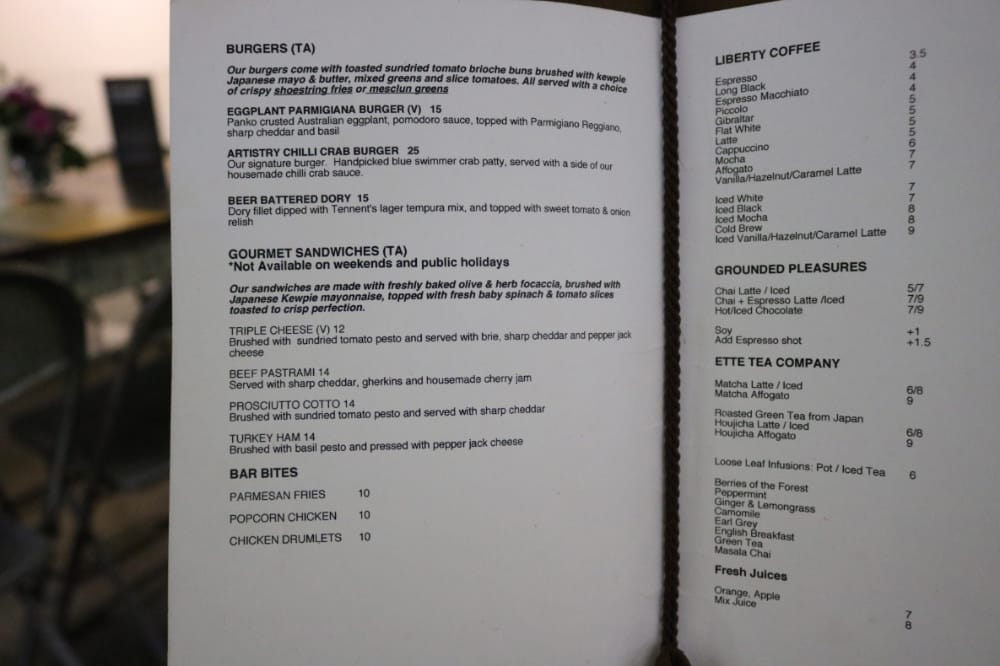 BURGERS (TA)
Our burgers come with toasted sundried tomato brioche buns brushed with kewpie
Japanese mayo & butter, mixed greens and slice tomatoes. All served with a choice
of crispy shoestring fries or mesclun greens
EGGPLANT PARMIGIANA BURGER (V) 15
Panko crusted Australian eggplant, pomodoro sauce, topped with Parmigiano Reggiano,
sharp cheddar and basil
ARTISTRY CHILLI CRAB BURGER 25
Our signature burger. Handpicked blue swimmer crab patty, served with a side of our
housemade chilli crab sauce.
BEER BATTERED DORY 15
Dory fillet dipped with Tennent's lager tempura mix, and topped with sweet tomato & onion
relish
GOURMET SANDWICHES (TA)
*Not Available on weekends and public holidays
Our sandwiches are made with freshly baked olive & herb focaccia, brushed with
Japanese Kewpie mayonnaise, topped with fresh baby spinach & tomato slices
toasted to crisp perfection.
TRIPLE CHEESE (V) 12
Brushed with sundried tomato pesto and served with brie, sharp cheddar and pepper jack
cheese
BEEF PASTRAMI 14
Served with sharp cheddar, gherkins and housemade cherry jam
PROSCIUTTO COTTO 14
Brushed with sundried tomato pesto and served with sharp cheddar
TURKEY HAM 14
Brushed with basil pesto and pressed with pepper jack cheese
BAR BITES
PARMESAN FRIES 10
POPCORN CHICKEN 10
CHICKEN DRUMLETS 10
LIBERTY COFFEE
Espresso 3.5
Long Black 4
Espresso Macchiato 4
Piccolo 4
Gibraltar 5
Flat White 5
Latte 5
Cappuccino 5
Mocha 6
Affogato 7
Vanilla/Hazelnut/Caramel Latte 7
Iced White 7
Iced Black 7
Iced Mocha 8
Cold Brew 8
Iced Vanilla/Hazelnut/Caramel Latte 9
GROUNDED PLEASURES
Chai Latte / Iced 5/7
Chai + Espresso Latte /Iced 7/9
Hot/Iced Chocolate 7/9
Soy +1
Add Espresso shot +1.5
ETTE TEA COMPANY
Matcha Latte / Iced 6/8
Matcha Affogato 9
Roasted Green Tea from Japan
Houjicha Latte / Iced 6/8
Houjicha Affogato 9
Loose Leaf Infusions: Pot / Iced Tea 6
Berries of the Forest
Peppermint
Ginger & Lemongrass
Camomile
Earl Grey
English Breakfast
Green Tea
Masala Chai
Fresh Juices
Orange, Apple 7
Mix Juice 8